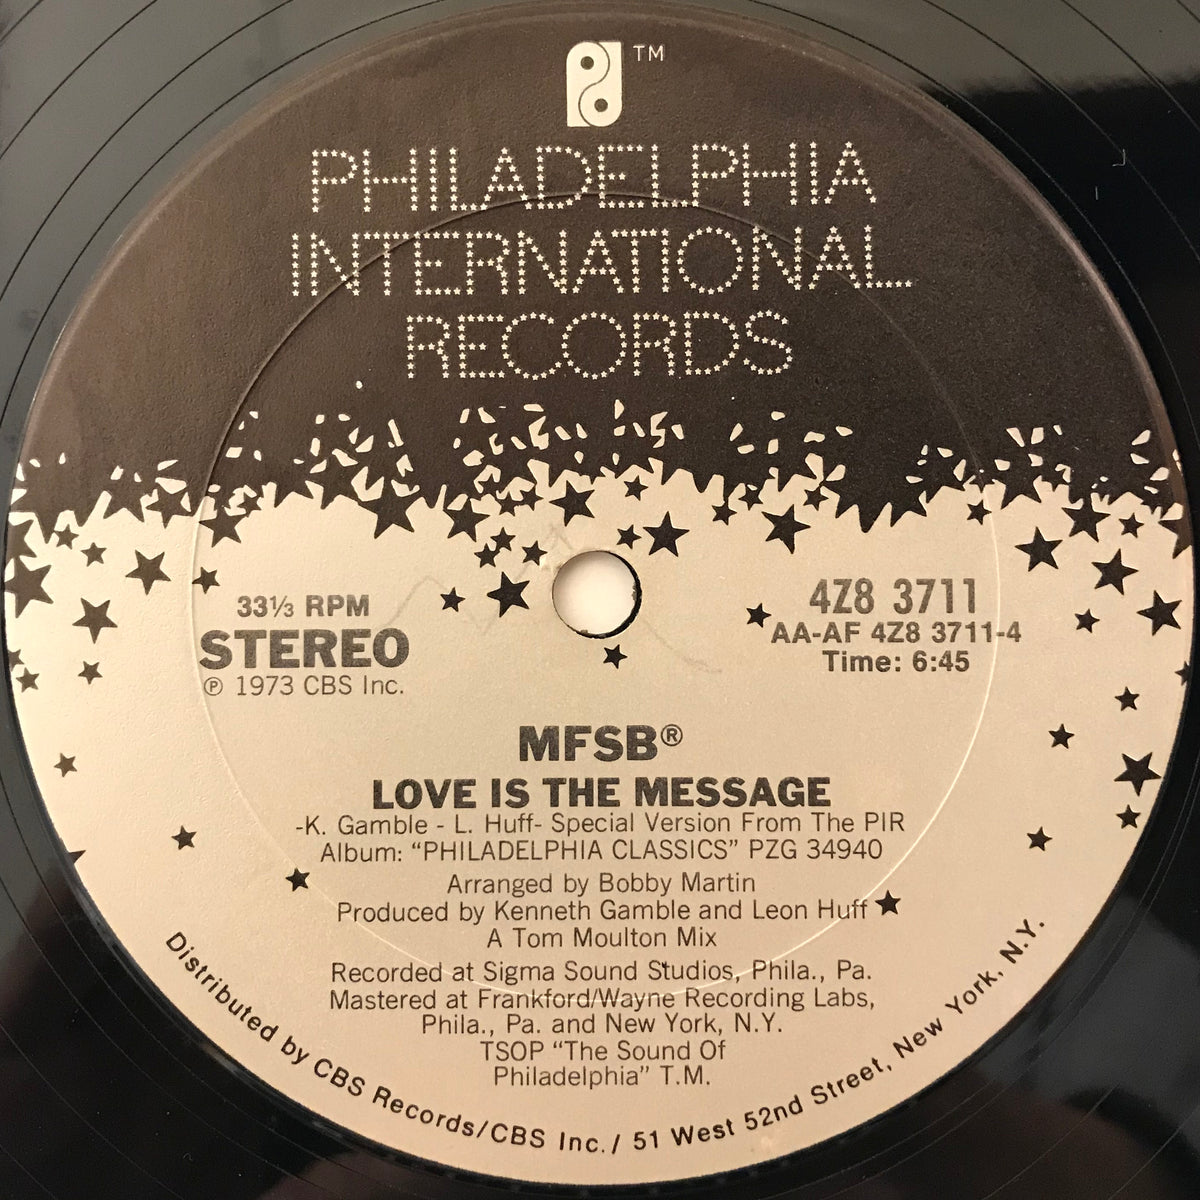 TM
PHILADELPHIA
INTERNATIONAL
RECORDS
33⅓ RPM
STEREO
℗ 1973 CBS Inc.
4Z8 3711
AA-AF 4Z8 3711-4
Time: 6:45
MFSB®
LOVE IS THE MESSAGE
-K. Gamble - L. Huff- Special Version From The PIR
Album: “PHILADELPHIA CLASSICS” PZG 34940
Arranged by Bobby Martin
Produced by Kenneth Gamble and Leon Huff
A Tom Moulton Mix
Recorded at Sigma Sound Studios, Phila., Pa.
Mastered at Frankford/Wayne Recording Labs,
Phila., Pa. and New York, N.Y.
TSOP “The Sound Of
Philadelphia” T.M.
Distributed by CBS Records/CBS Inc./ 51 West 52nd Street, New York, N.Y.